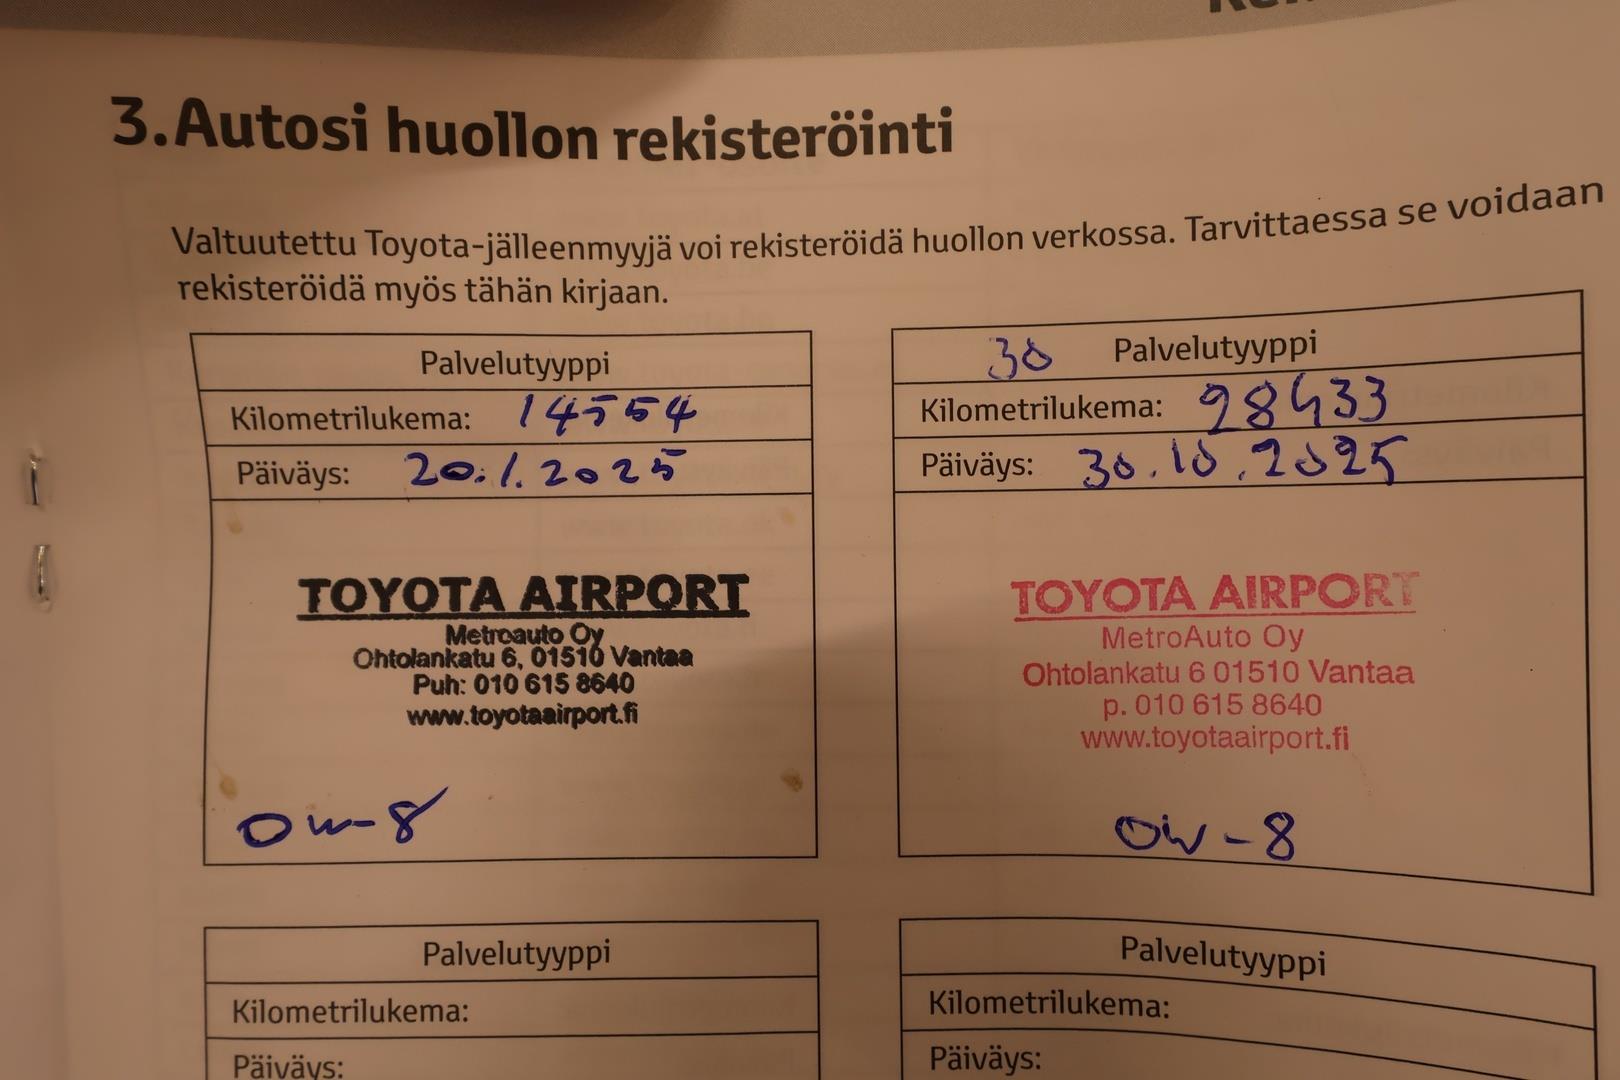 3. Autosi huollon rekisteröinti
Valtuutettu Toyota-jälleenmyyjä voi rekisteröidä huollon verkossa. Tarvittaessa se voidaan
rekisteröidä myös tähän kirjaan.
Palvelutyyppi
Kilometrilukema: 14554
Päiväys: 20.1.2025
TOYOTA AIRPORT
Metroauto Oy
Ohtolankatu 6, 01510 Vantaa
Puh: 010 615 8640
www.toyotaairport.fi
OW-8
30 Palvelutyyppi
Kilometrilukema: 28433
Päiväys: 30.10.2025
TOYOTA AIRPORT
MetroAuto Oy
Ohtolankatu 6 01510 Vantaa
p. 010 615 8640
www.toyotaairport.fi
OW-8
Palvelutyyppi
Kilometrilukema:
Päiväys:
Palvelutyyppi
Kilometrilukema:
Päiväys: